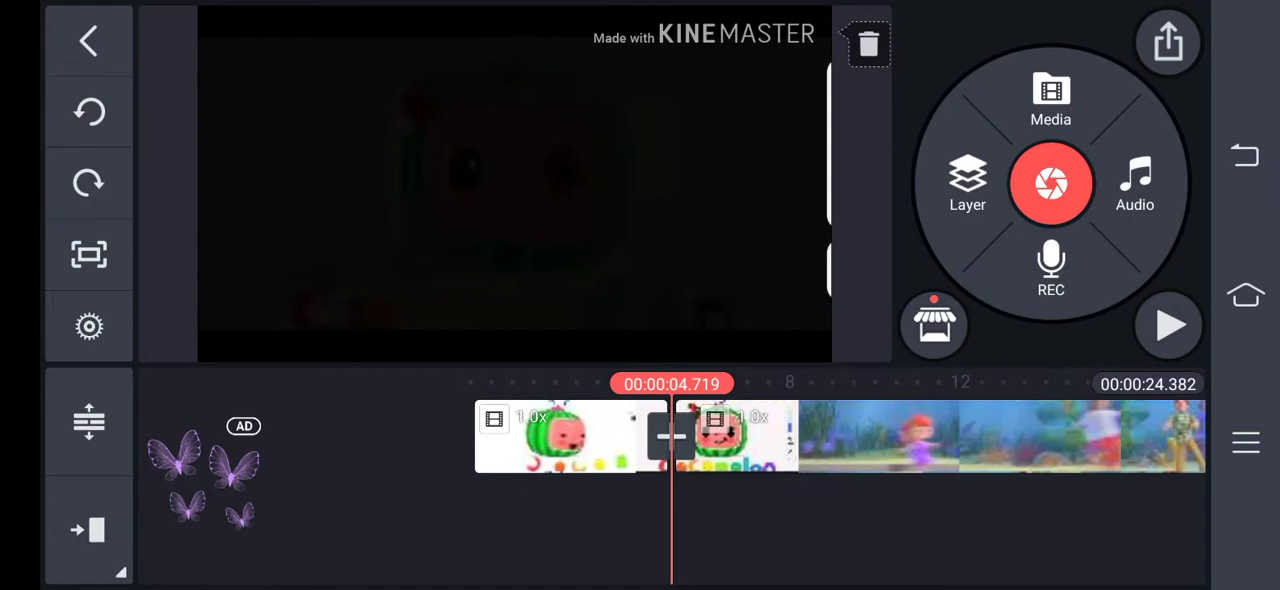 Made with KINEMASTER
Media
Layer
Audio
REC
00:00:04.719
8
12
00:00:24.382
AD
1.0x
1.0x